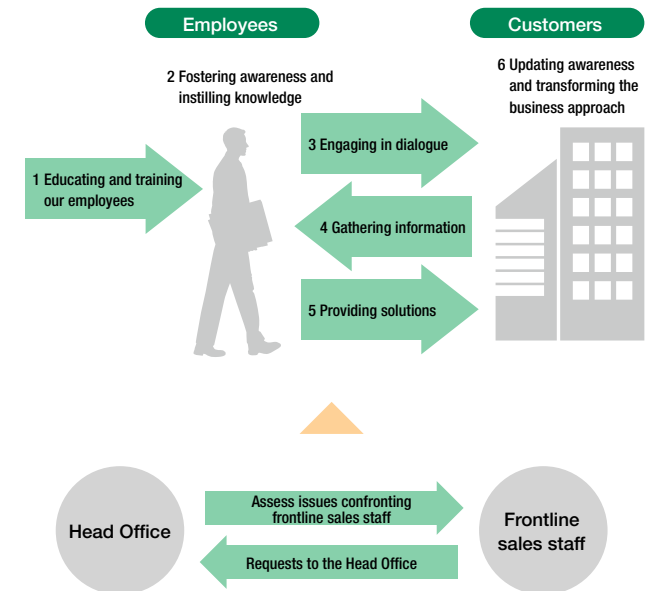 Employees
Customers
2 Fostering awareness and
instilling knowledge
6 Updating awareness
and transforming the
business approach
1 Educating and training
our employees
3 Engaging in dialogue
4 Gathering information
5 Providing solutions
Head Office
Assess issues confronting
frontline sales staff
Requests to the Head Office
Frontline
sales staff